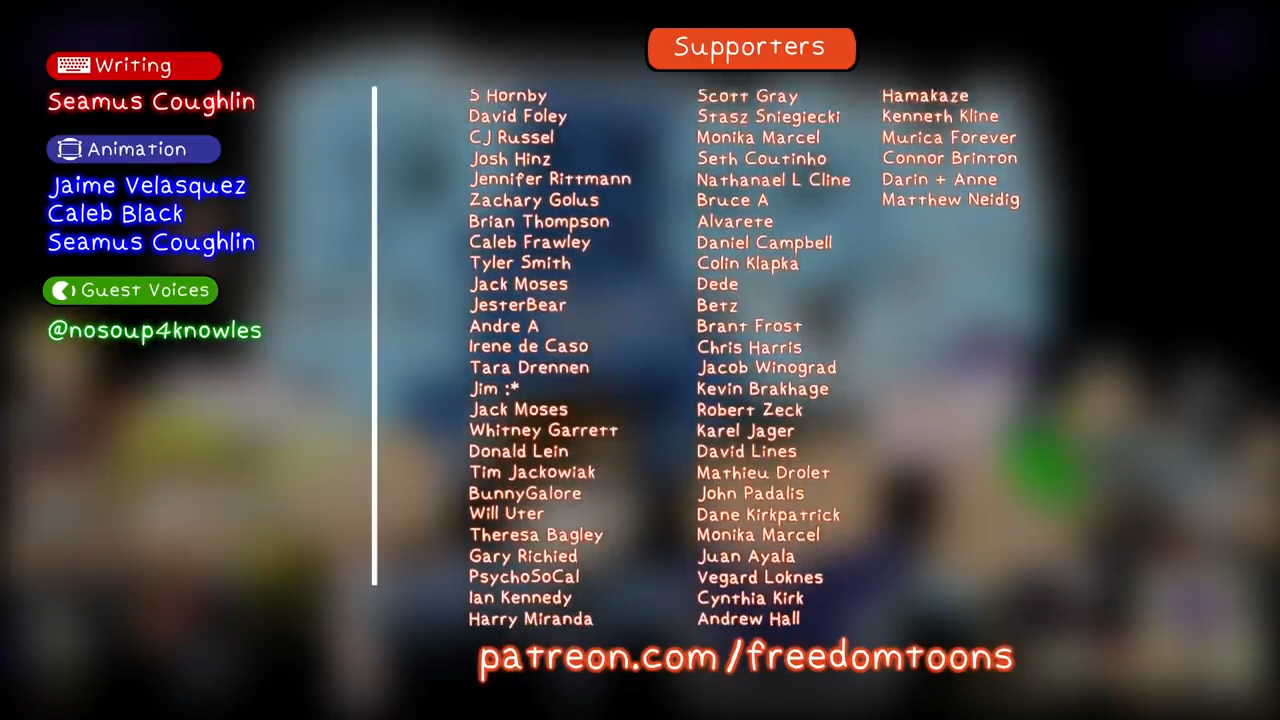 Writing
Seamus Coughlin
Animation
Jaime Velasquez
Caleb Black
Seamus Coughlin
Guest Voices
@nosoup4knowles
Supporters
S Hornby
David Foley
CJ Russel
Josh Hinz
Jennifer Rittmann
Zachary Golus
Brian Thompson
Caleb Frawley
Tyler Smith
Jack Moses
JesterBear
Andre A
Irene de Caso
Tara Drennen
Jim :*
Jack Moses
Whitney Garrett
Donald Lein
Tim Jackowiak
BunnyGalore
Will Uter
Theresa Bagley
Gary Richied
PsychoSoCal
Ian Kennedy
Harry Miranda
Scott Gray
Stasz Sniegiecki
Monika Marcel
Seth Coutinho
Nathanael L Cline
Bruce A
Alvarete
Daniel Campbell
Colin Klapka
Dede
Betz
Brant Frost
Chris Harris
Jacob Winograd
Kevin Brakhage
Robert Zeck
Karel Jager
David Lines
Mathieu Drolet
John Padalis
Dane Kirkpatrick
Monika Marcel
Juan Ayala
Vegard Loknes
Cynthia Kirk
Andrew Hall
Hamakaze
Kenneth Kline
Murica Forever
Connor Brinton
Darin + Anne
Matthew Neidig
patreon.com/freedomtoons